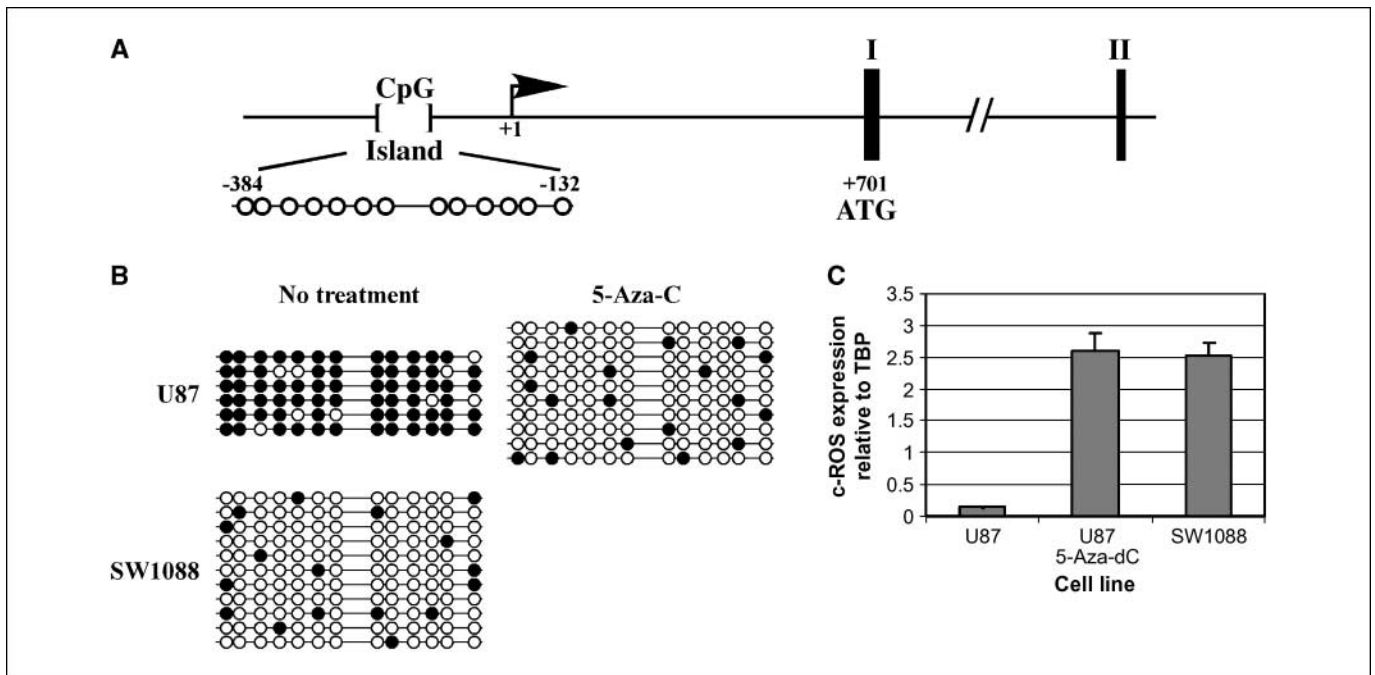 A
I
II
CpG
Island
+1
-384
-132
+701
ATG
B
No treatment
5-Aza-C
U87
SW1088
C
c-ROS expression
relative to TBP
3.5
3
2.5
2
1.5
1
0.5
0
U87
U87
5-Aza-dC
SW1088
Cell line